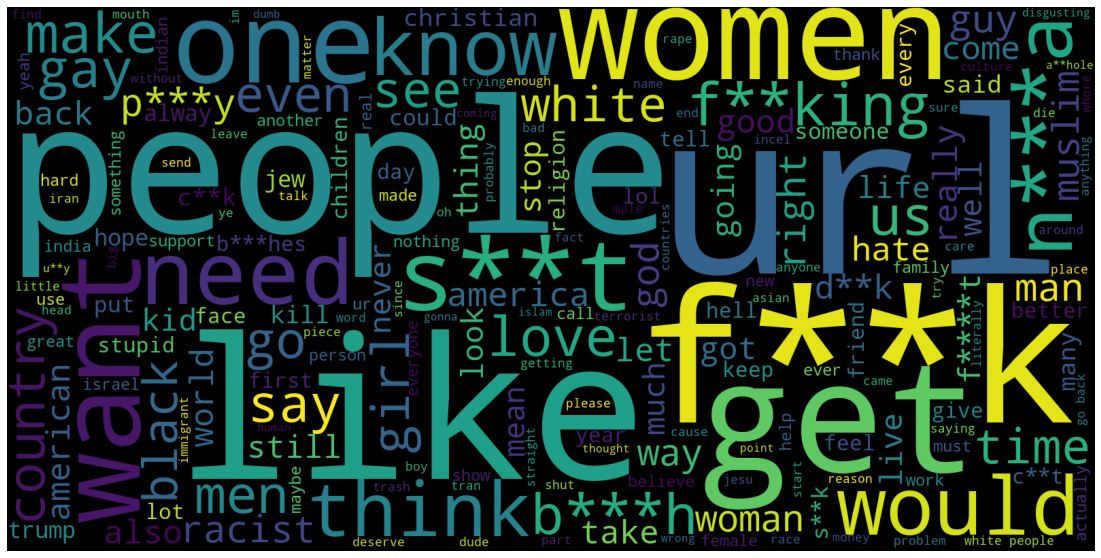 mouth
im
dumb
christian
one
know
women
guy
disgusting
find
make
indian
matter
thank
every
come
a
muslim
a**hole
yeah
gay
without
trying
enough
rape
name
culture
whore
said
back
p***y
even
see
white
f**king
n****a
alway
another
real
could
coming
bad
end
incel
good
someone
sure
die
anything
something
leave
children
people
url
tell
really
well
send
hard
iran
jew
talk
day
made
thing
probably
stop
religion
lol
male
going
right
life
us
c**k
ye
oh
india
hope
support
b***hes
nothing
fact
countries
hate
care
around
u**y
little
use
head
want
big
put
need
never
ur
since
s**t
america
god
anyone
new
d**k
family
try
place
man
better
great
kid
face
kill
word
gonna
islam
terrorist
call
asian
hell
f****t
literally
country
stupid
piece
everyone
look
love
let
got
friend
many
israel
black
world
go
person
girl
like
getting
keep
ever
came
go back
american
immigrant
first
say
human
mean
please
much
f**k
get
give
saying
still
year
thought
cause
help
feel
live
must
time
trump
lot
men
maybe
boy
think
show
straight
way
believe
point
jesu
start
reason
work
c**t
actually
also
racist
trash
tran
shut
b***h
take
woman
s**k
would
deserve
dude
part
wrong
female
race
money
problem
white people